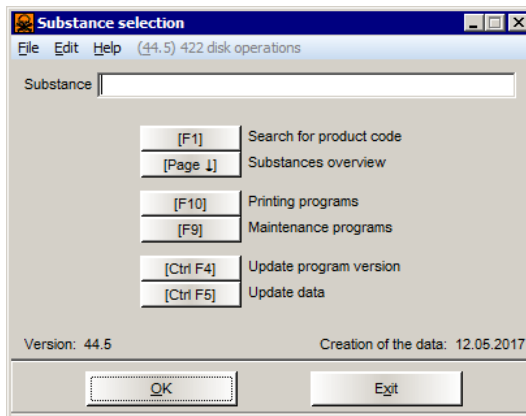 Substance selection
File Edit Help (44.5) 422 disk operations
Substance
[F1] Search for product code
[Page ↓] Substances overview
[F10] Printing programs
[F9] Maintenance programs
[Ctrl F4] Update program version
[Ctrl F5] Update data
Version: 44.5 Creation of the data: 12.05.2017
OK Exit